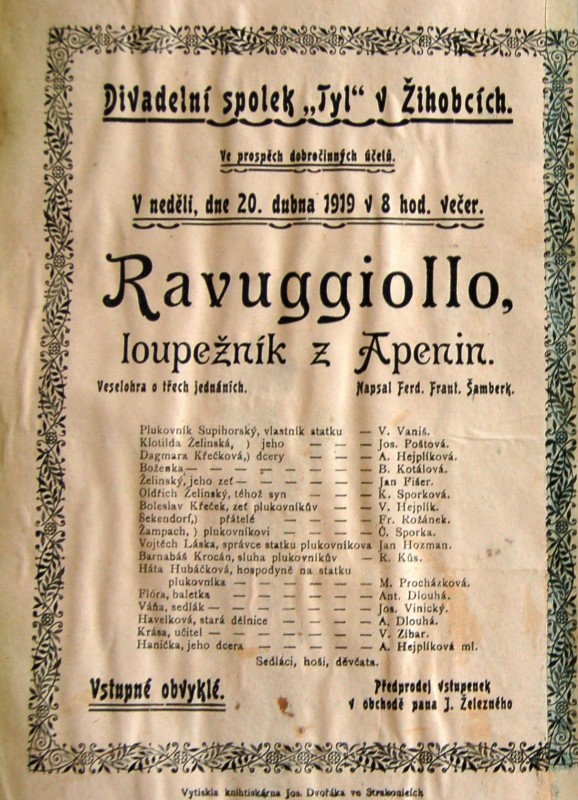 Divadelní spolek „Tyl“ v Žihobcích.
Ve prospěch dobročinných účelů.
V neděli, dne 20. dubna 1919 v 8 hod. večer.
Ravuggiollo,
loupežník z Apenin.
Veselohra o třech jednáních. Napsal Ferd. Frant. Šamberk.
Plukovník Supihorský, vlastník statku — V. Vaniš.
Klotilda Želinská, ) jeho — — — Jos. Poštová.
Dagmara Křečková,) dcery — — — A. Hejplíková.
Boženka — — — — — — — B. Kotálová.
Želinský, jeho zeť — — — — — Jan Pišer.
Oldřich Želinský, téhož syn — — — K. Sporková.
Boleslav Křeček, zeť plukovníkův — — V. Hejplík.
Sekendorf,) přátelé — — — Fr. Kožánek.
Žampach, ) plukovníkovi — — — Č. Sporka.
Vojtěch Láska, správce statku plukovníkova Jan Hozman.
Barnabáš Krocán, sluha plukovníkův — — R. Kůs.
Háta Hubáčková, hospodyně na statku
plukovníka — — — — — — M. Procházková.
Flóra, baletka — — — — — — Ant. Dlouhá.
Váňa, sedlák — — — — — — Jos. Vinický.
Havelková, stará dělnice — — — — A. Dlouhá.
Krása, učitel — — — — — — V. Zíbar.
Hanička, jeho dcera — — — — — A. Hejplíková ml.
Sedláci, hoši, děvčata.
Vstupné obvyklé.
Předprodej vstupenek
v obchodě pana J. Železného
Vytiskla knihtiskárna Jos. Dvořáka ve Strakonicích